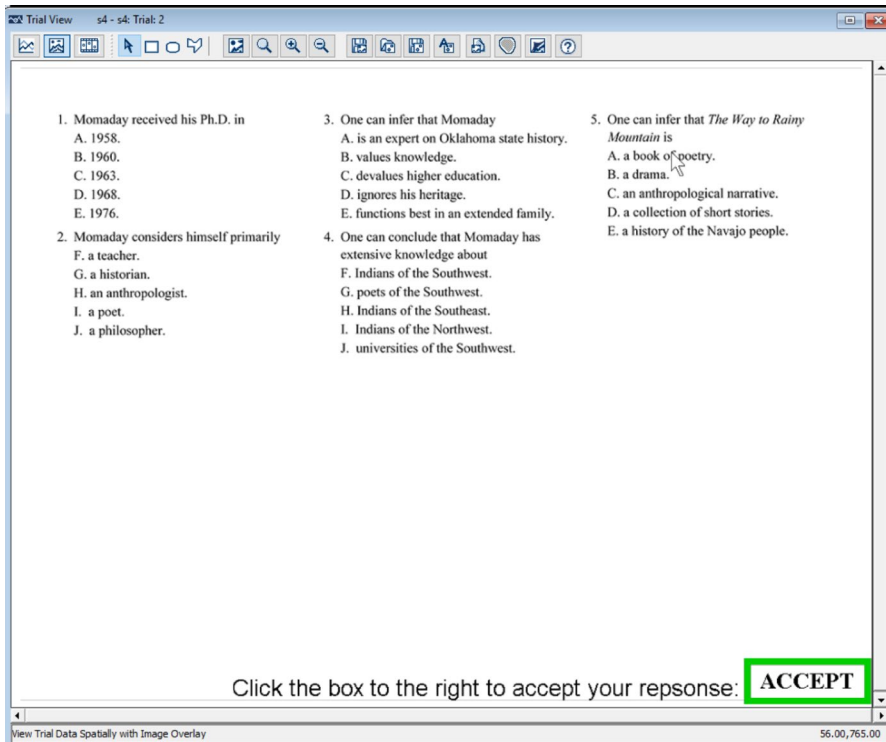 Trial View s4 - s4: Trial: 2
1. Momaday received his Ph.D. in
A. 1958.
B. 1960.
C. 1963.
D. 1968.
E. 1976.
2. Momaday considers himself primarily
F. a teacher.
G. a historian.
H. an anthropologist.
I. a poet.
J. a philosopher.
3. One can infer that Momaday
A. is an expert on Oklahoma state history.
B. values knowledge.
C. devalues higher education.
D. ignores his heritage.
E. functions best in an extended family.
4. One can conclude that Momaday has
extensive knowledge about
F. Indians of the Southwest.
G. poets of the Southwest.
H. Indians of the Southeast.
I. Indians of the Northwest.
J. universities of the Southwest.
5. One can infer that The Way to Rainy
Mountain is
A. a book of poetry.
B. a drama.
C. an anthropological narrative.
D. a collection of short stories.
E. a history of the Navajo people.
Click the box to the right to accept your repsonse: ACCEPT
View Trial Data Spatially with Image Overlay 56.00,765.00